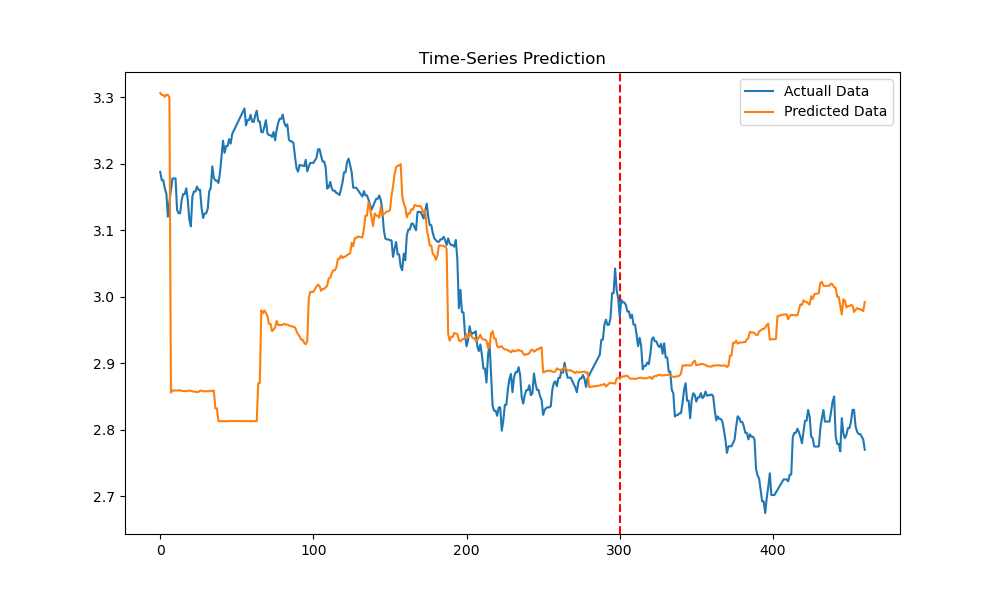 Time-Series Prediction
Actuall Data
Predicted Data
3.3
3.2
3.1
3.0
2.9
2.8
2.7
0 100 200 300 400